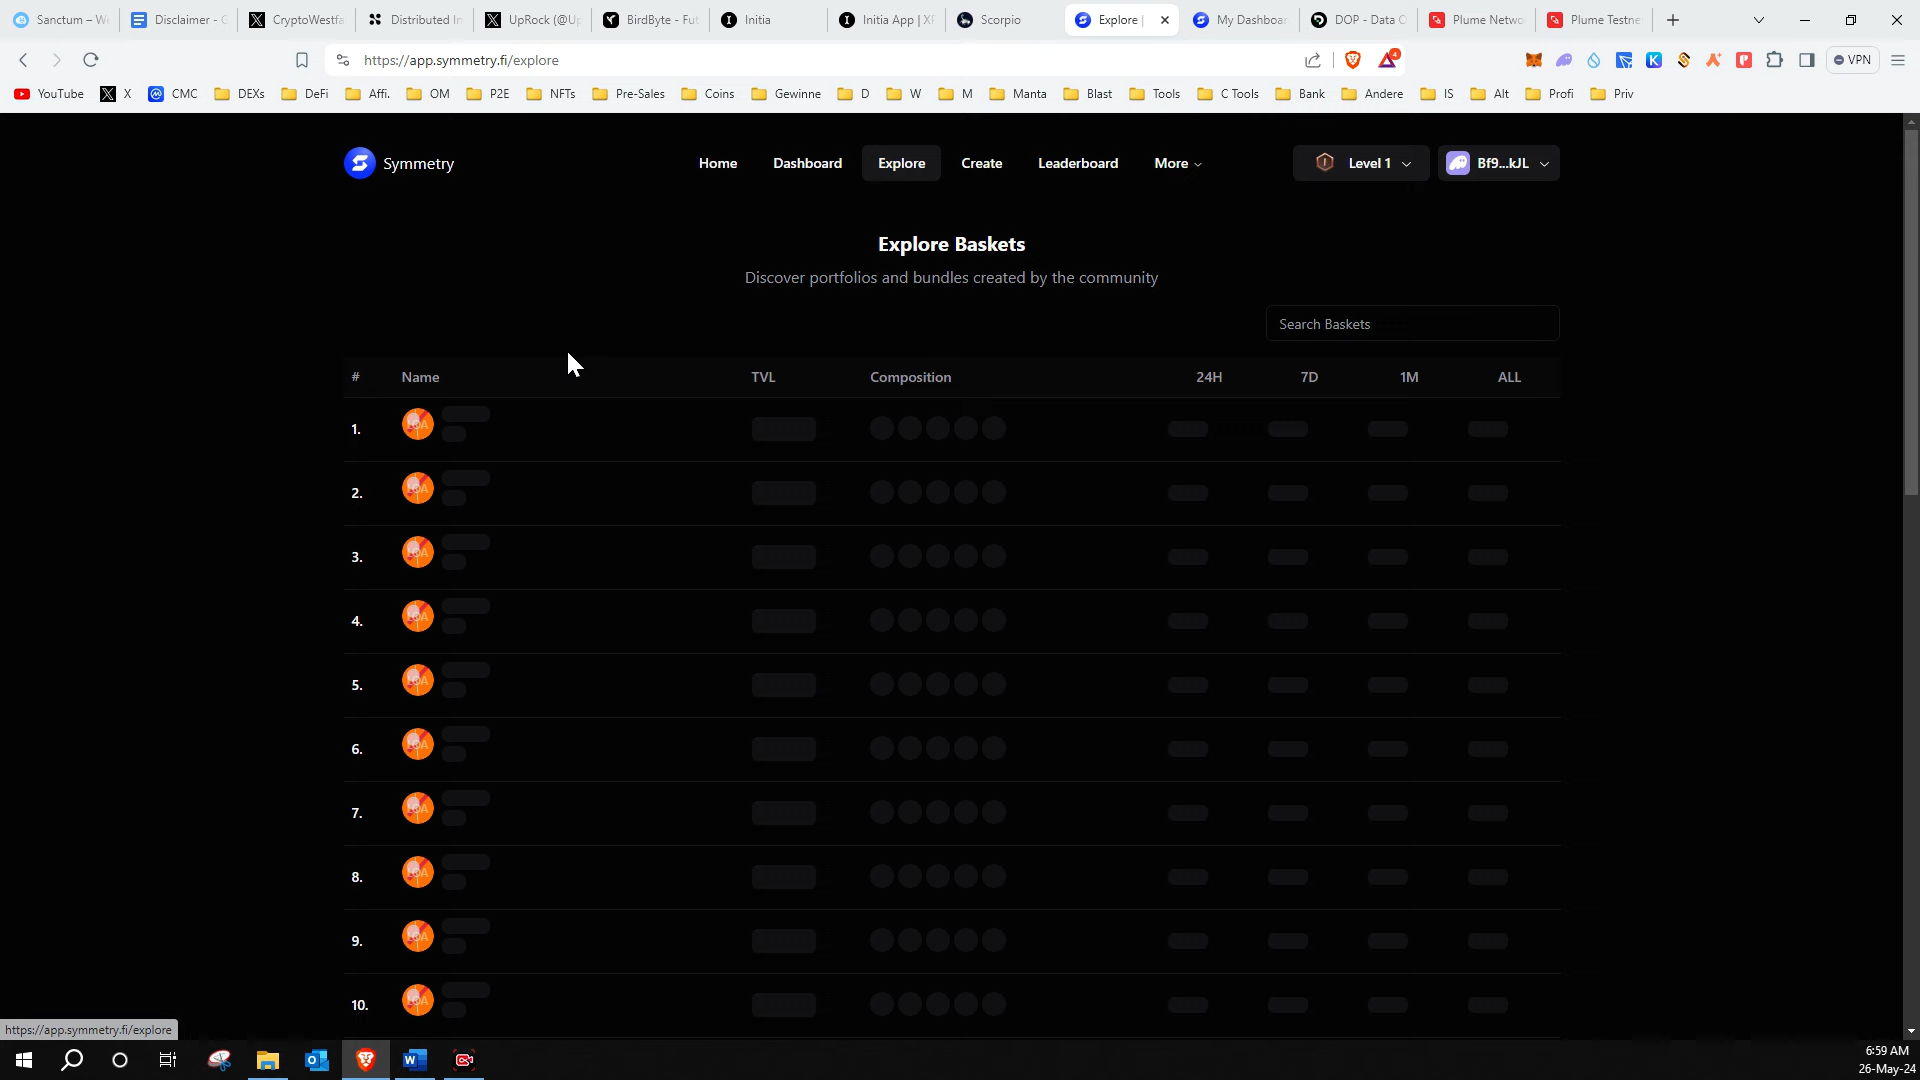 Sanctum – We
Disclaimer - G
CryptoWestfa
Distributed In
UpRock (@Up
BirdByte - Fut
Initia
Initia App | XP
Scorpio
Explore |
My Dashboar
DOP - Data O
Plume Netwo
Plume Testne
https://app.symmetry.fi/explore
4
VPN
YouTube
X
CMC
DEXs
DeFi
Affi.
OM
P2E
NFTs
Pre-Sales
Coins
Gewinne
D
W
M
Manta
Blast
Tools
C Tools
Bank
Andere
IS
Alt
Profi
Priv
Symmetry
Home
Dashboard
Explore
Create
Leaderboard
More
Level 1
Bf9...kJL
Explore Baskets
Discover portfolios and bundles created by the community
Search Baskets
# Name TVL Composition 24H 7D 1M ALL
1.
2.
3.
4.
5.
6.
7.
8.
9.
10.
https://app.symmetry.fi/explore
6:59 AM
26-May-24